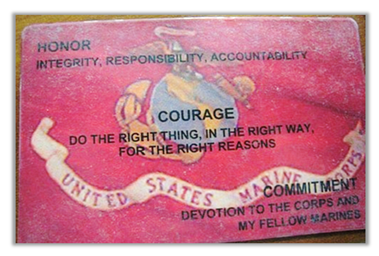 HONOR
INTEGRITY, RESPONSIBILITY, ACCOUNTABILITY
COURAGE
DO THE RIGHT THING, IN THE RIGHT WAY,
FOR THE RIGHT REASONS
UNITED STATES MARINE CORPS
COMMITMENT
DEVOTION TO THE CORPS AND
MY FELLOW MARINES